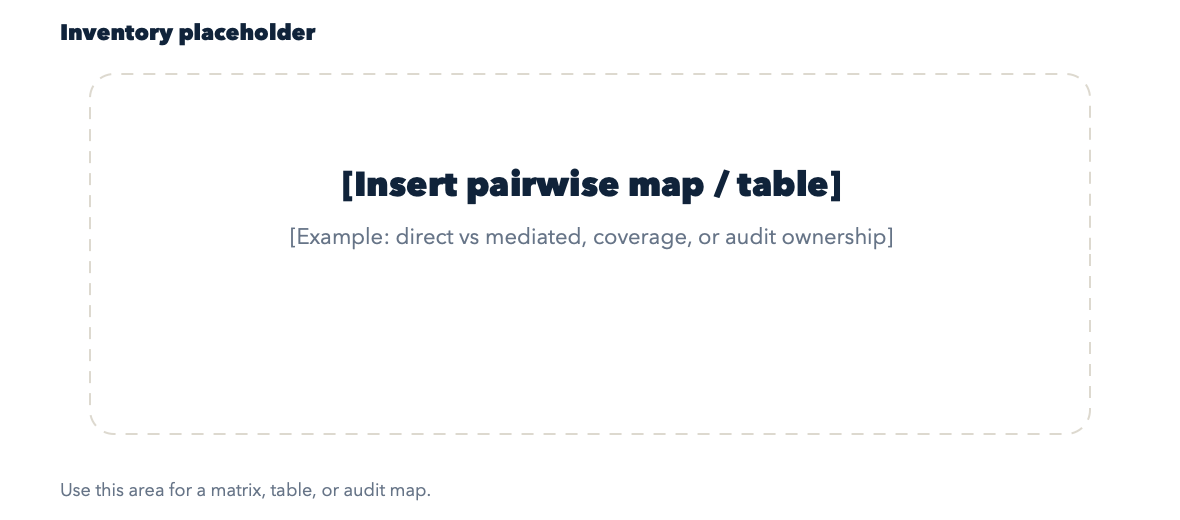 Inventory placeholder
[Insert pairwise map / table]
[Example: direct vs mediated, coverage, or audit ownership]
Use this area for a matrix, table, or audit map.